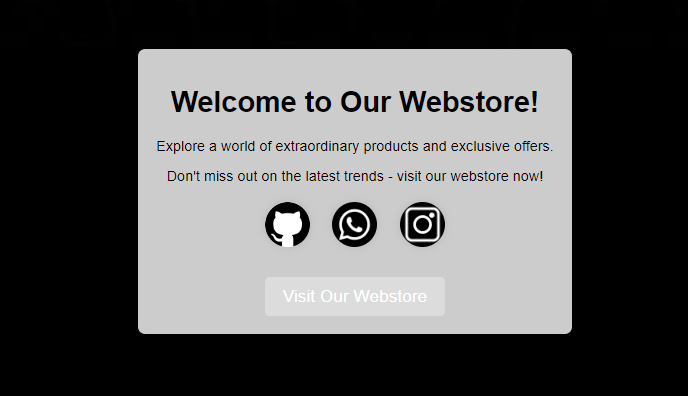 Welcome to Our Webstore!
Explore a world of extraordinary products and exclusive offers.
Don't miss out on the latest trends - visit our webstore now!
Visit Our Webstore